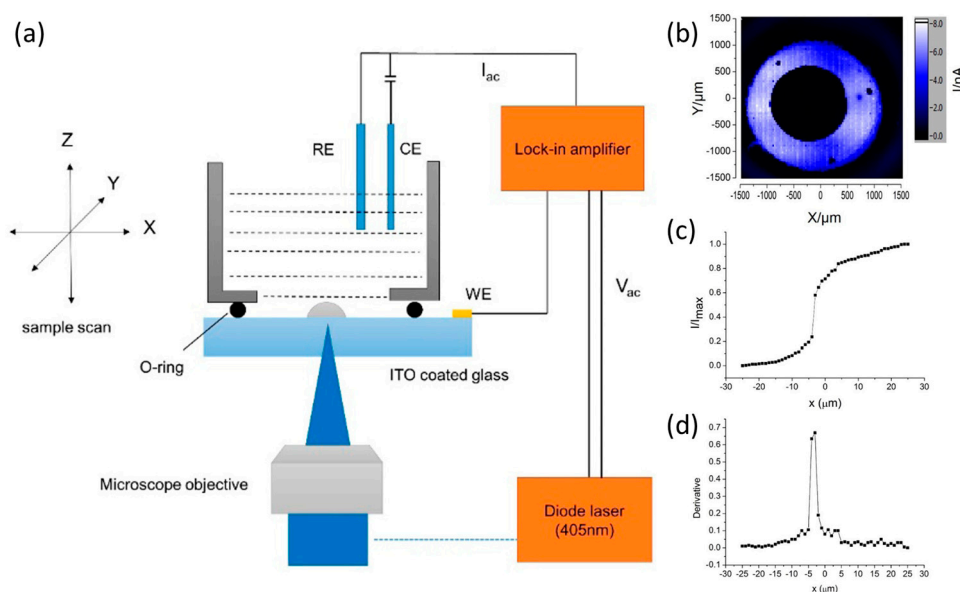 (a)
I_ac
RE
CE
Lock-in amplifier
Z
Y
X
sample scan
V_ac
WE
O-ring
ITO coated glass
Microscope objective
Diode laser
(405nm)
(b)
1500
1000
500
0
-500
-1000
-1500
Y/µm
-1500 -1000 -500 0 500 1000 1500
X/µm
8.0
6.0
4.0
2.0
0.0
I/nA
(c)
1.0
0.8
0.6
0.4
0.2
0.0
I/I_max
-30 -20 -10 0 10 20 30
x (µm)
(d)
0.7
0.6
0.5
0.4
0.3
0.2
0.1
0.0
-0.1
Derivative
-30 -25 -20 -15 -10 -5 0 5 10 15 20 25 30
x (µm)